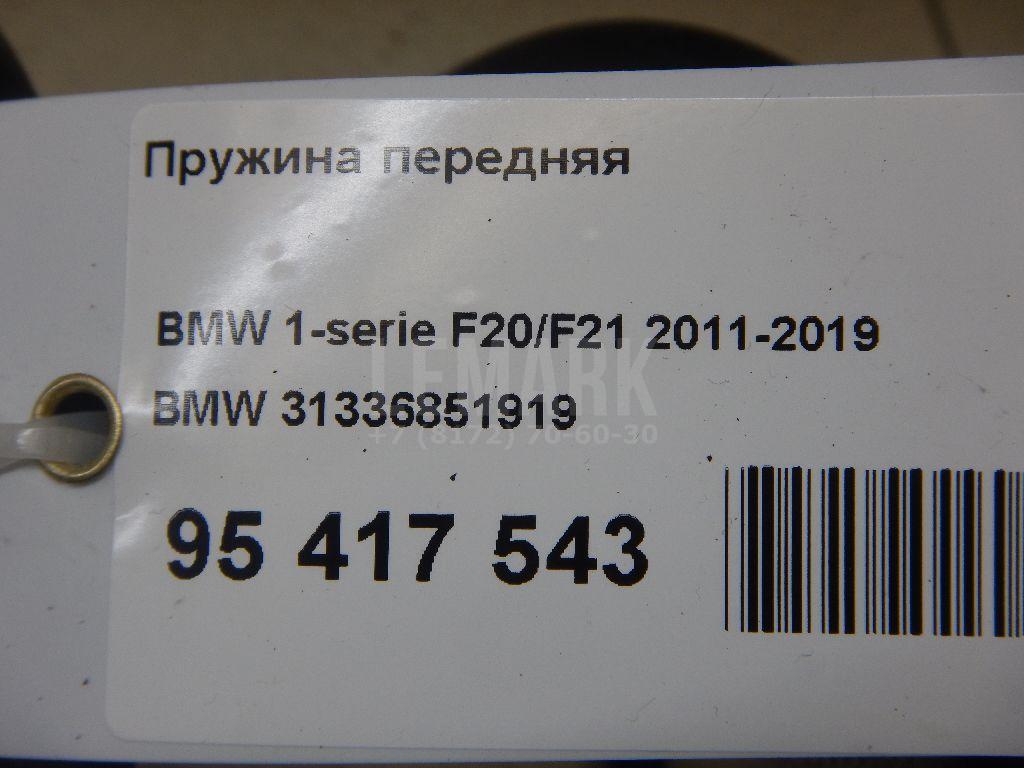 Пружина передняя
BMW 1-serie F20/F21 2011-2019
LEMARK
BMW 31336851919
+7 (8172) 70-60-30
95 417 543